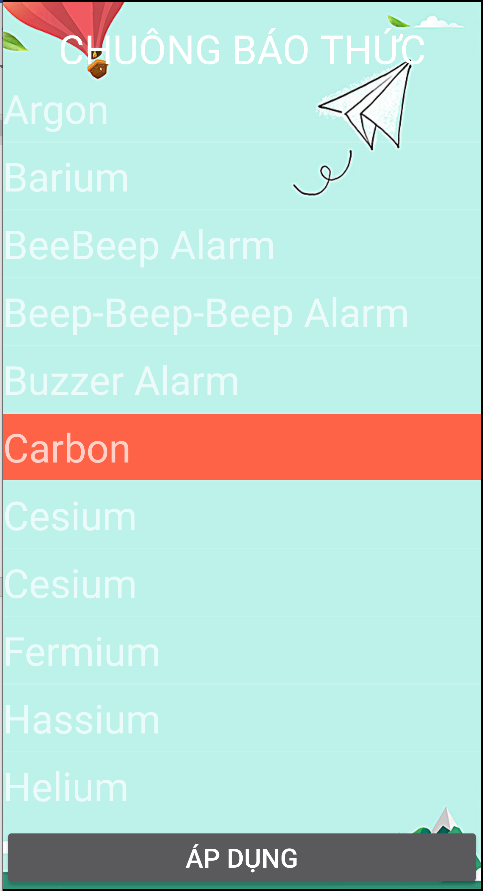 CHUÔNG BÁO THỨC
Argon
Barium
BeeBeep Alarm
Beep-Beep-Beep Alarm
Buzzer Alarm
Carbon
Cesium
Cesium
Fermium
Hassium
Helium
ÁP DỤNG